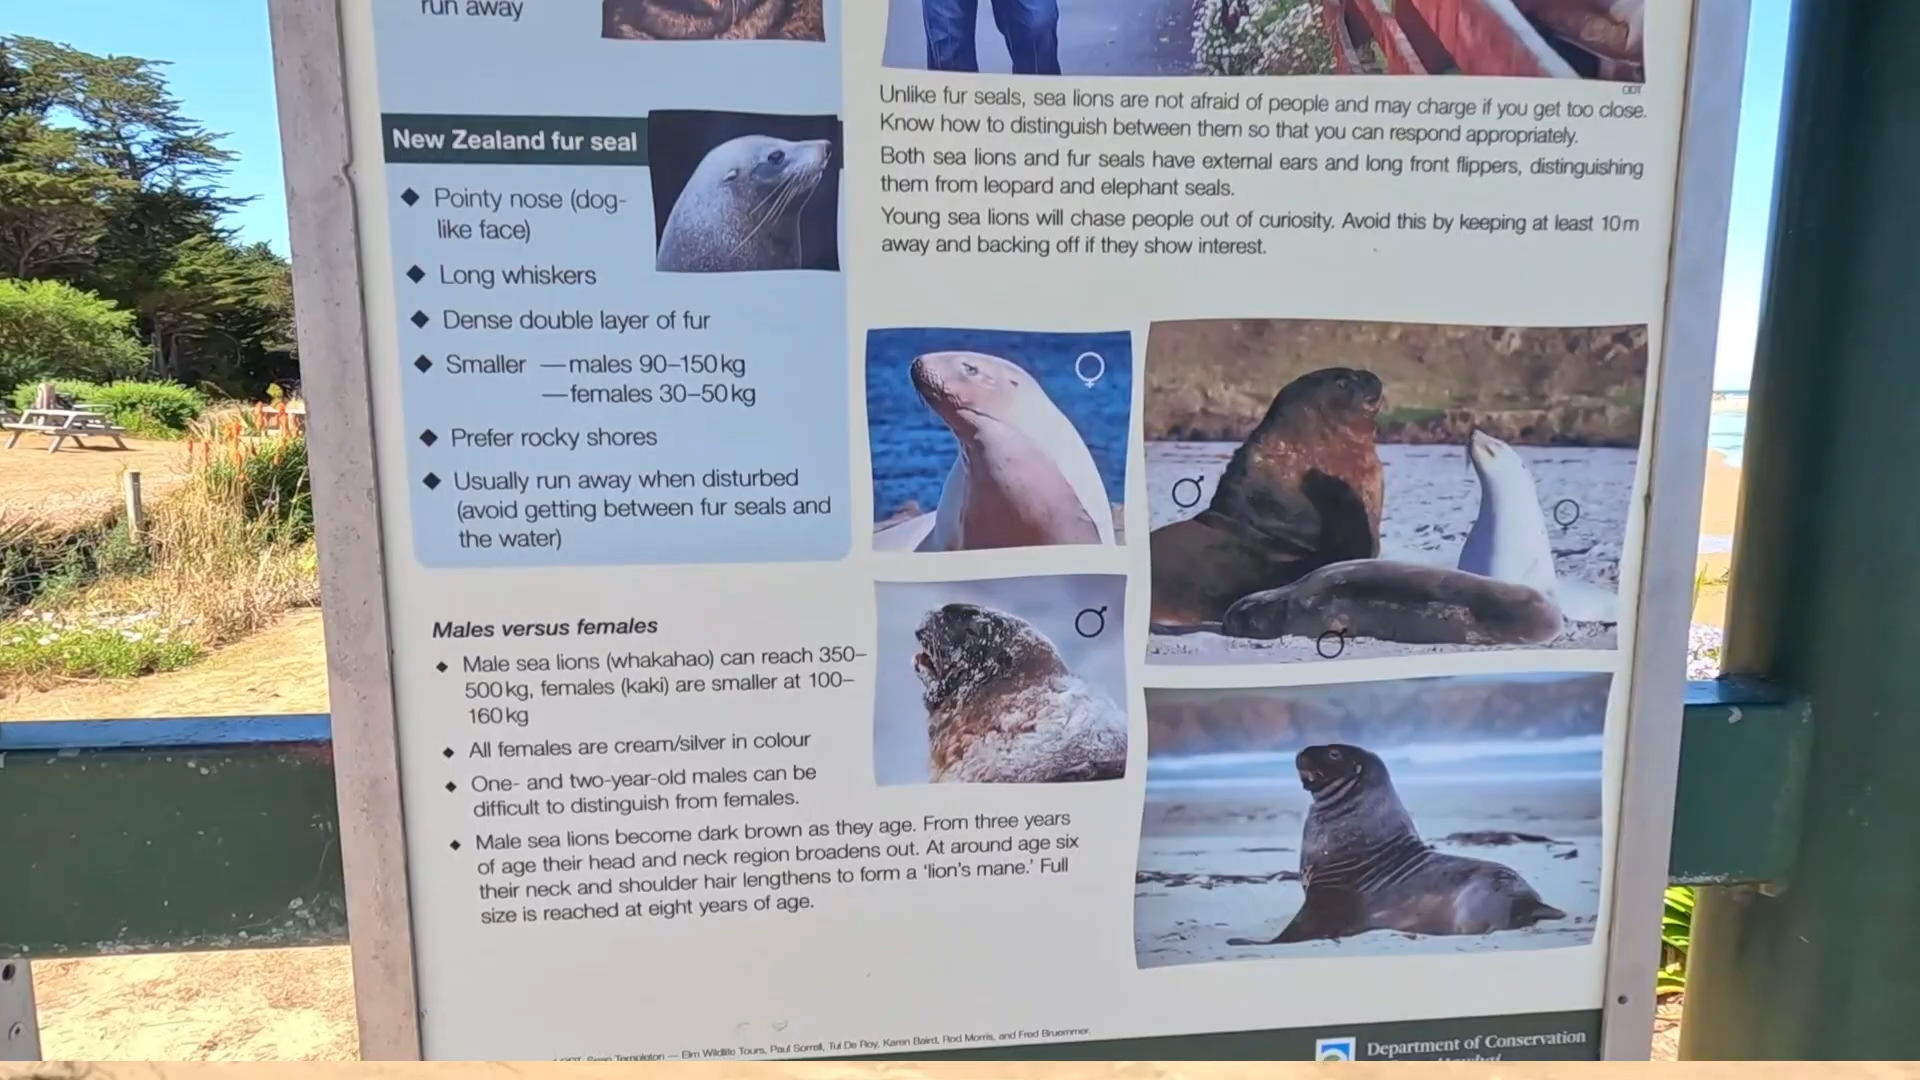 run away
New Zealand fur seal
◆ Pointy nose (dog-
like face)
◆ Long whiskers
◆ Dense double layer of fur
◆ Smaller — males 90–150 kg
— females 30–50 kg
◆ Prefer rocky shores
◆ Usually run away when disturbed
(avoid getting between fur seals and
the water)
Males versus females
◆ Male sea lions (whakahao) can reach 350–
500 kg, females (kaki) are smaller at 100–
160 kg
◆ All females are cream/silver in colour
◆ One- and two-year-old males can be
difficult to distinguish from females.
◆ Male sea lions become dark brown as they age. From three years
of age their head and neck region broadens out. At around age six
their neck and shoulder hair lengthens to form a ‘lion’s mane.’ Full
size is reached at eight years of age.
ODT
Unlike fur seals, sea lions are not afraid of people and may charge if you get too close.
Know how to distinguish between them so that you can respond appropriately.
Both sea lions and fur seals have external ears and long front flippers, distinguishing
them from leopard and elephant seals.
Young sea lions will chase people out of curiosity. Avoid this by keeping at least 10 m
away and backing off if they show interest.
♀
♂
♀
♂
♂
Templeton — Elm Wildlife Tours, Paul Sorrell, Tui De Roy, Karen Baird, Rod Morris, and Fred Bruemmer.
Department of Conservation